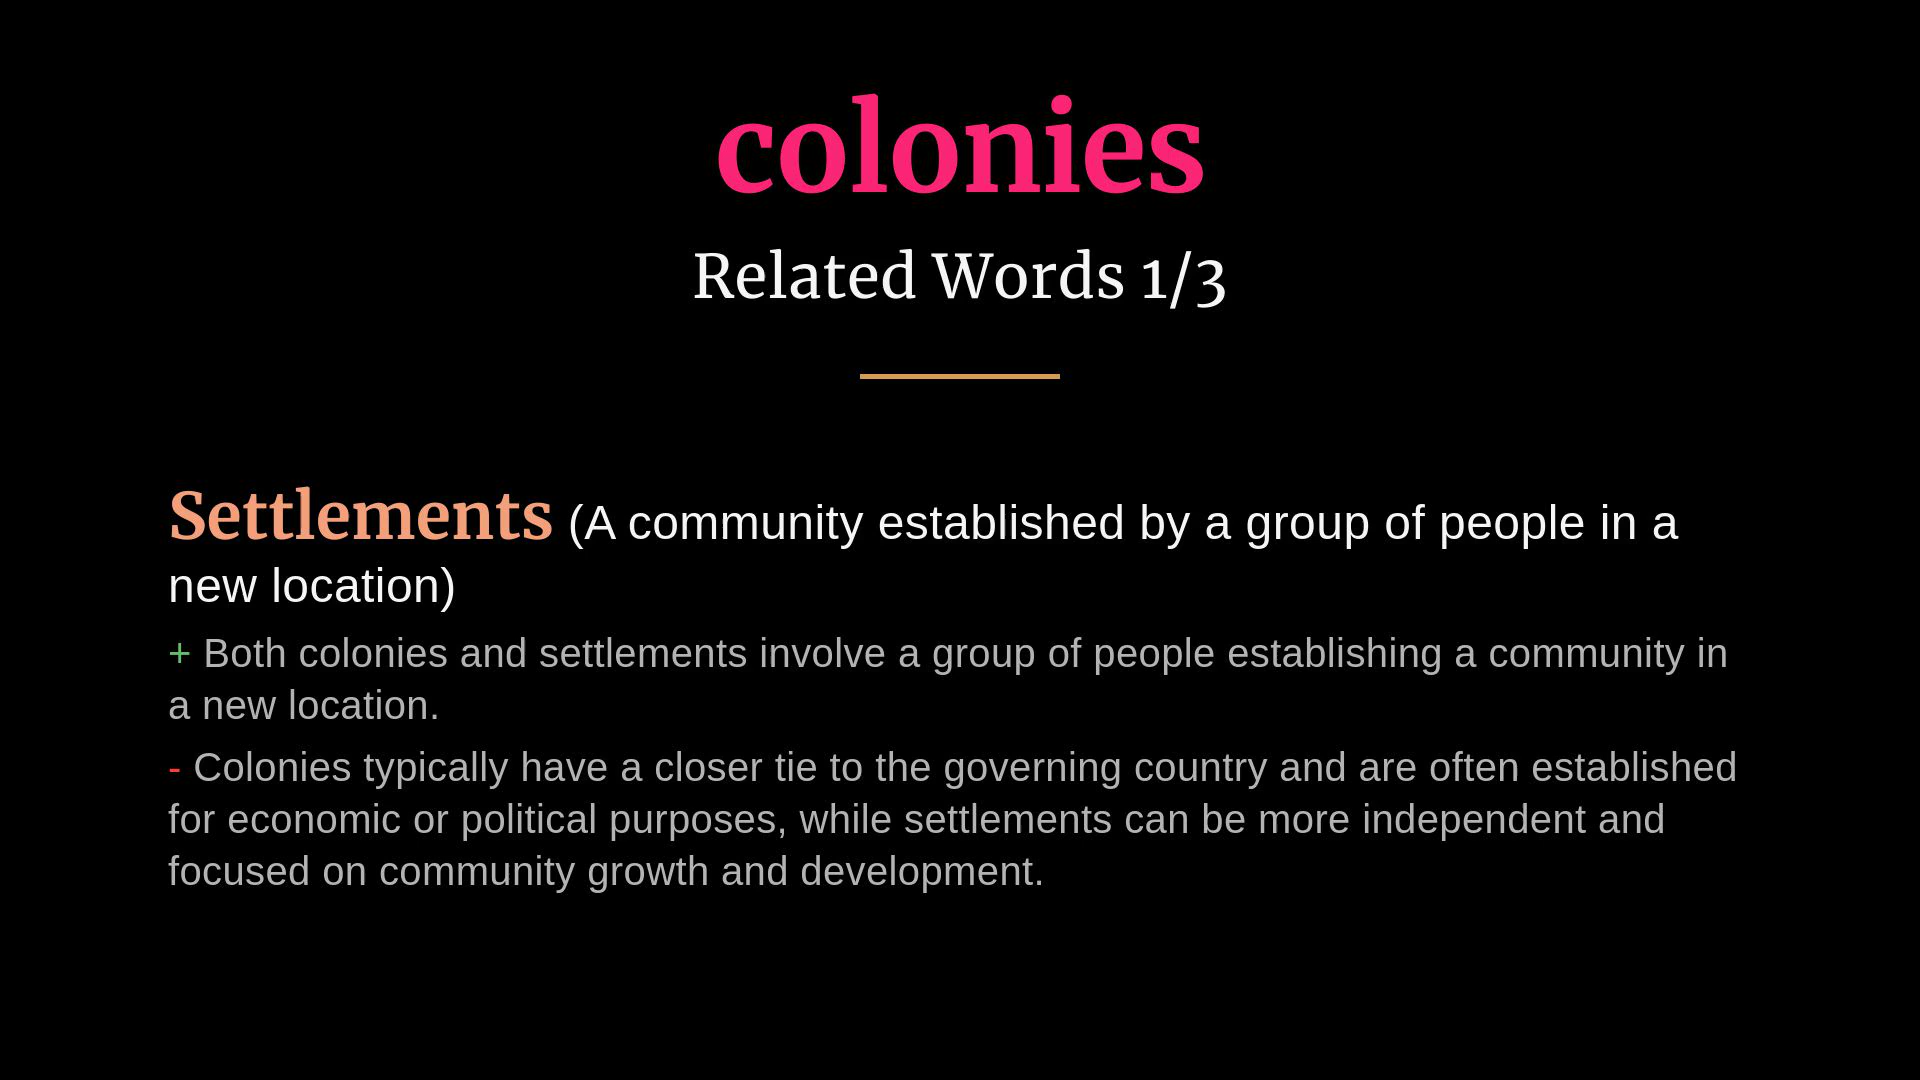 colonies
Related Words 1/3
Settlements (A community established by a group of people in a
new location)
+ Both colonies and settlements involve a group of people establishing a community in
a new location.
- Colonies typically have a closer tie to the governing country and are often established
for economic or political purposes, while settlements can be more independent and
focused on community growth and development.